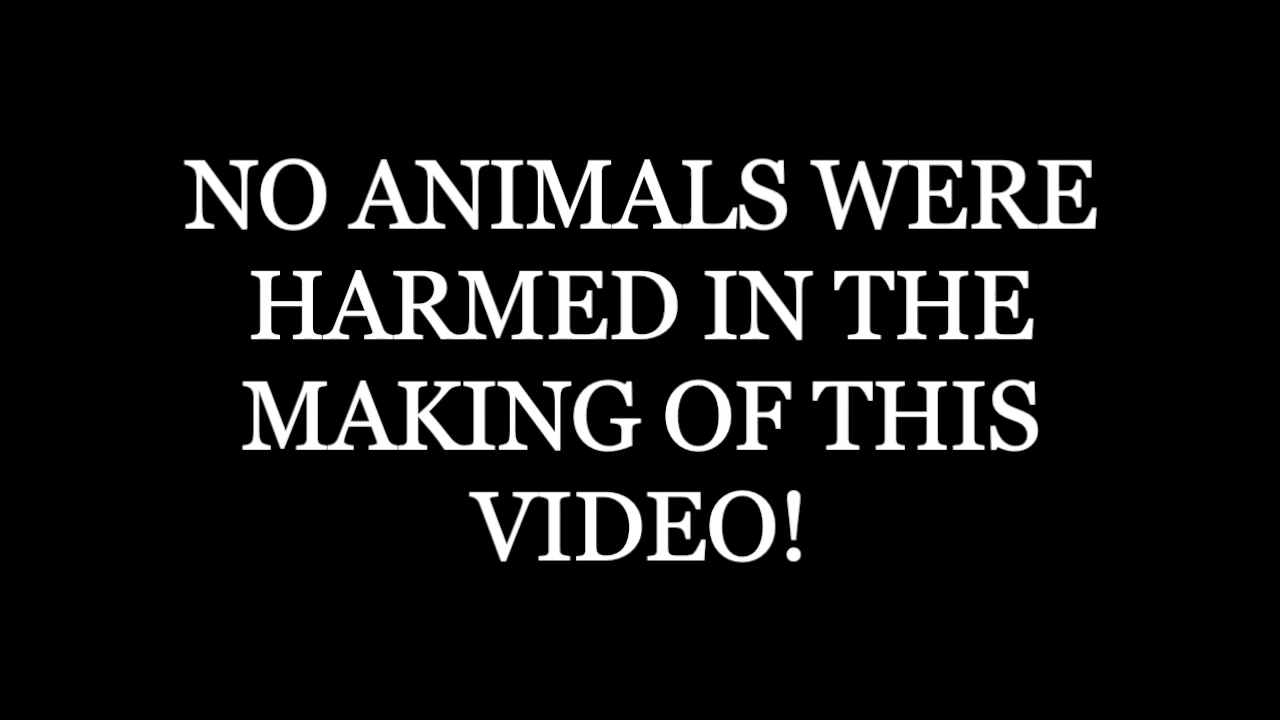 NO ANIMALS WERE
HARMED IN THE
MAKING OF THIS
VIDEO!